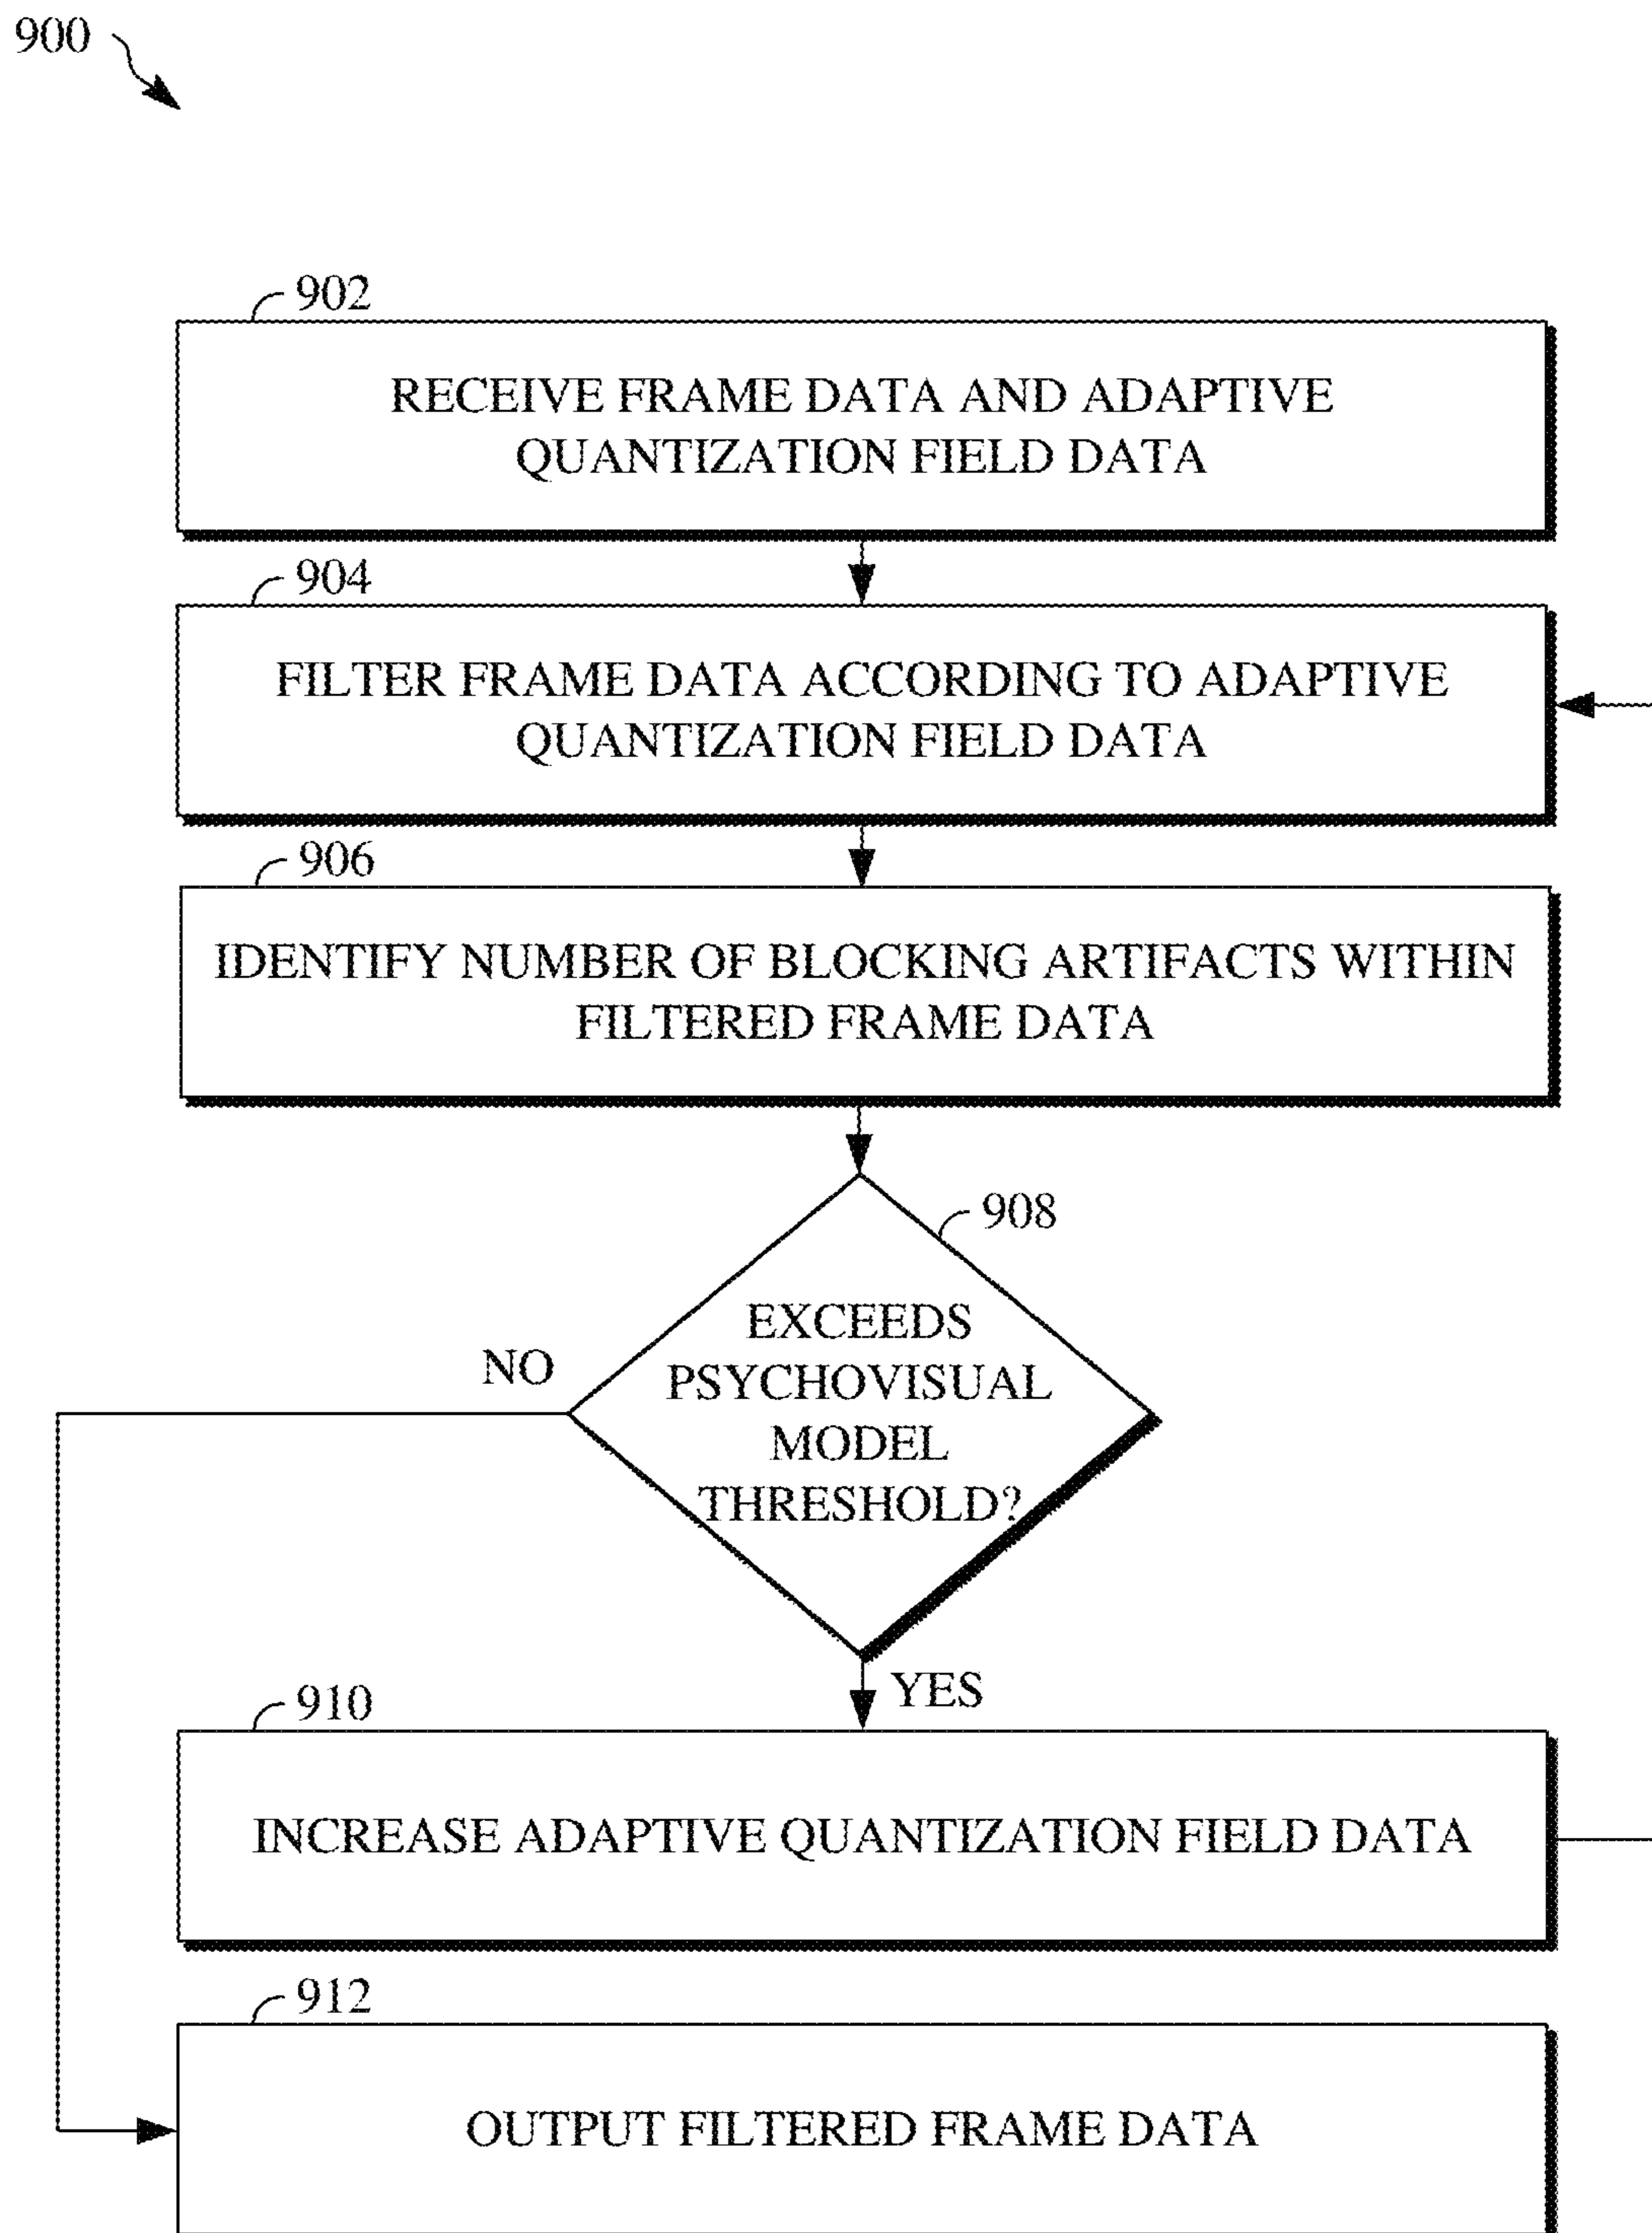 900
902
RECEIVE FRAME DATA AND ADAPTIVE
QUANTIZATION FIELD DATA
904
FILTER FRAME DATA ACCORDING TO ADAPTIVE
QUANTIZATION FIELD DATA
906
IDENTIFY NUMBER OF BLOCKING ARTIFACTS WITHIN
FILTERED FRAME DATA
908
EXCEEDS
PSYCHOVISUAL
MODEL
THRESHOLD?
NO
YES
910
INCREASE ADAPTIVE QUANTIZATION FIELD DATA
912
OUTPUT FILTERED FRAME DATA